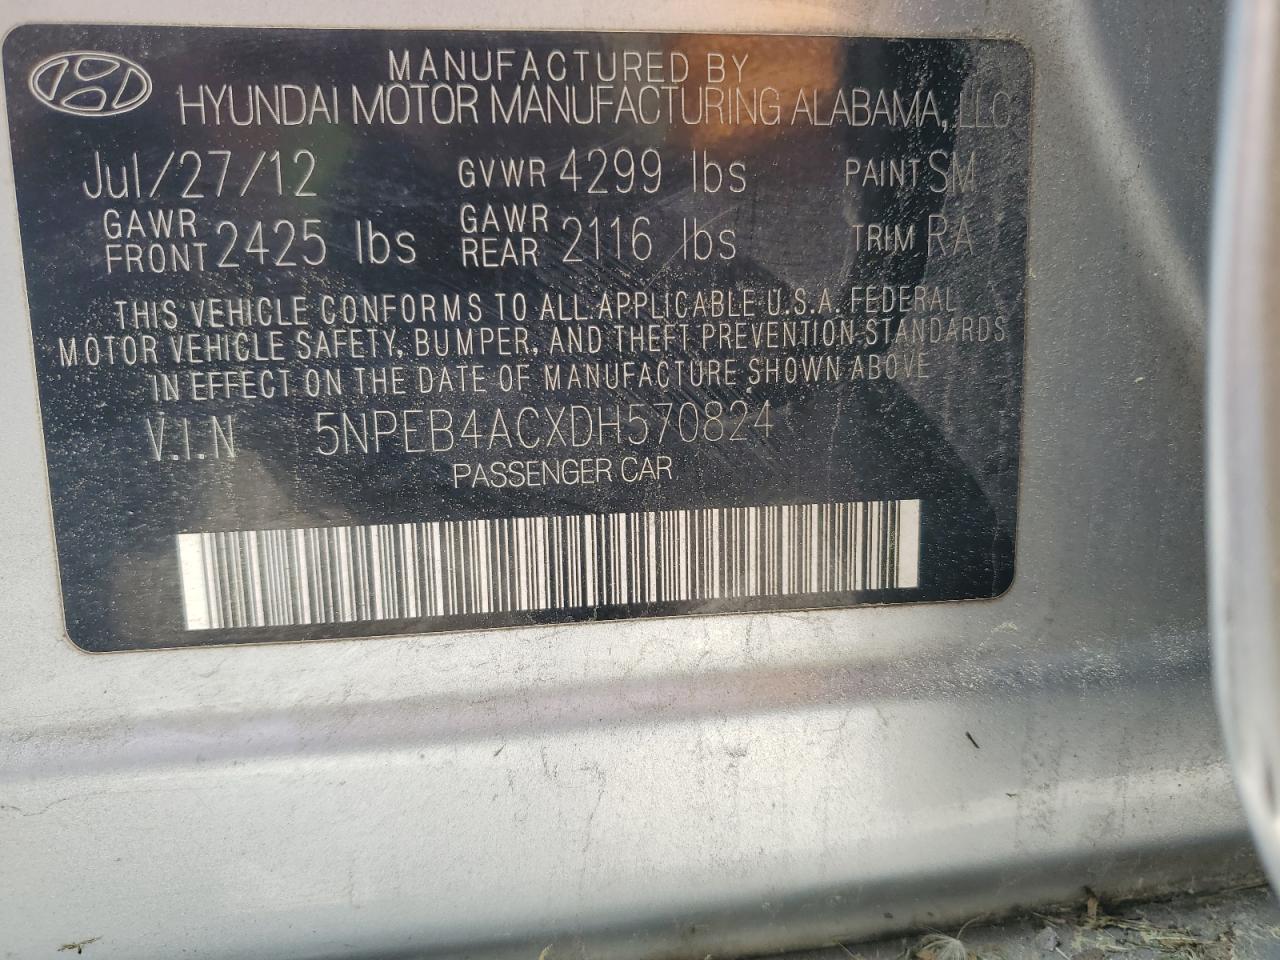 MANUFACTURED BY
HYUNDAI MOTOR MANUFACTURING ALABAMA, LLC
Jul/27/12 GVWR 4299 lbs PAINT SM
GAWR FRONT 2425 lbs GAWR REAR 2116 lbs TRIM RA
THIS VEHICLE CONFORMS TO ALL APPLICABLE U.S.A. FEDERAL
MOTOR VEHICLE SAFETY, BUMPER, AND THEFT PREVENTION STANDARDS
IN EFFECT ON THE DATE OF MANUFACTURE SHOWN ABOVE
V.I.N 5NPEB4ACXDH570824
PASSENGER CAR